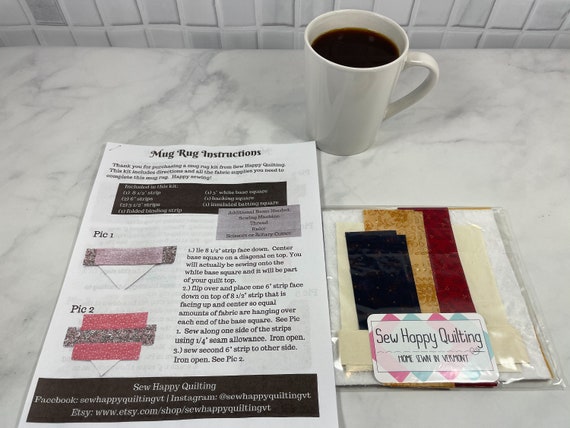 Mug Rug Instructions
Thank you for purchasing a mug rug kit from Sew Happy Quilting.
This kit includes directions and all the fabric supplies you need to
complete this mug rug. Happy sewing!
Included in this kit:
(1) 8 1/2" strip (1) 5" white base square
(2) 6" strips (1) backing square
(2) 3 1/2" strips (1) insulated batting square
(1) folded binding strip
Additional Items Needed:
Sewing Machine
Thread
Ruler
Scissors or Rotary Cutter
Pic 1
1.) lie 8 1/2" strip face down. Center
base square on a diagonal on top. You
will actually be sewing onto the
white base square and it will be part
of your quilt top.
2.) flip over and place one 6" strip face
down on top of 8 1/2" strip that is
facing up and center so equal
amounts of fabric are hanging over
each end of the base square. See Pic
1. Sew along one side of the strips
using 1/4" seam allowance. Iron open.
3.) sew second 6" strip to other side.
Iron open. See Pic 2.
Pic 2
Sew Happy Quilting
Facebook: sewhappyquiltingvt | Instagram: @sewhappyquiltingvt
Etsy: www.etsy.com/shop/sewhappyquiltingvt
Sew Happy Quilting
HOME SEWN IN VERMONT